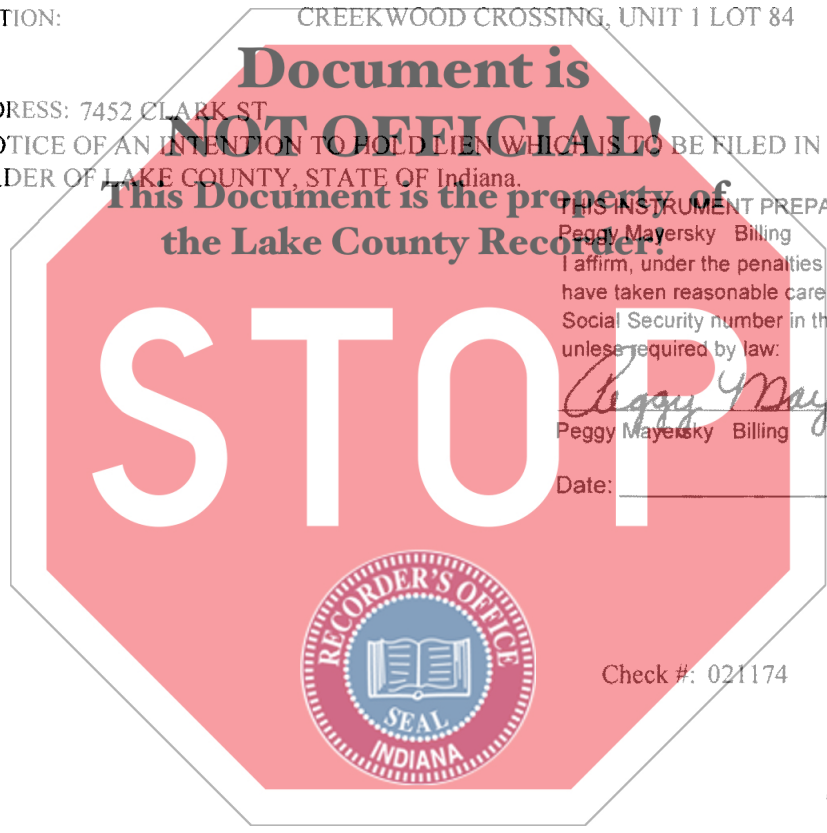 TION: CREEKWOOD CROSSING, UNIT 1 LOT 84
Document is
DRESS: 7452 CLARK ST
NOT OFFICIAL!
OTICE OF AN INTENTION TO HOLD LIEN WHICH IS TO BE FILED IN
DER OF LAKE COUNTY, STATE OF Indiana.
This Document is the property of
the Lake County Recorder!
THIS INSTRUMENT PREPA
Peggy Mayersky Billing
I affirm, under the penalties
have taken reasonable care
Social Security number in th
unless required by law:
Peggy May
Peggy Mayersky Billing
Date:
STOP
RECORDER'S OFFICE
SEAL
INDIANA
Check #: 021174